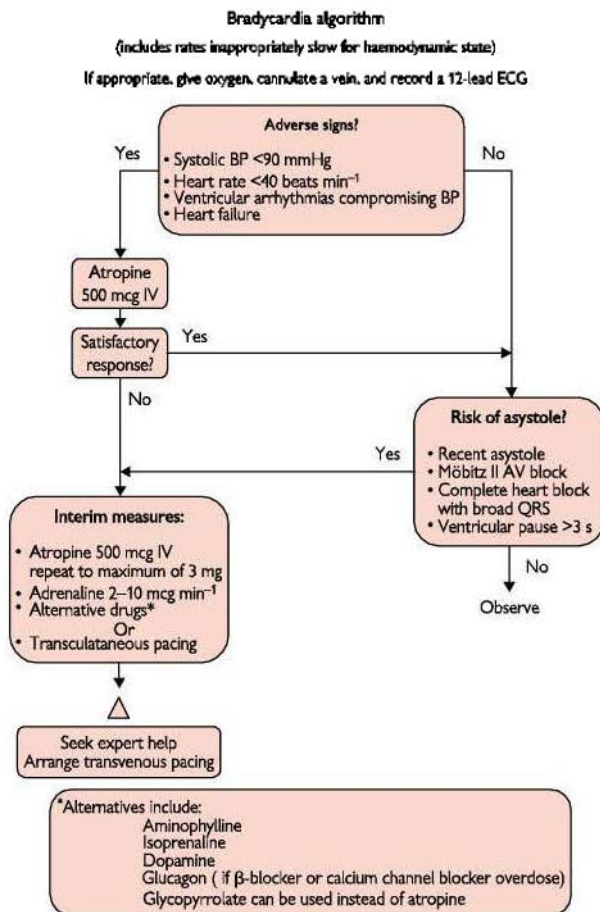 Bradycardia algorithm
(includes rates inappropriately slow for haemodynamic state)
If appropriate, give oxygen, cannulate a vein, and record a 12-lead ECG
Adverse signs?
• Systolic BP <90 mmHg
• Heart rate <40 beats min⁻¹
• Ventricular arrhythmias compromising BP
• Heart failure
Yes
No
Atropine
500 mcg IV
Satisfactory
response?
Yes
No
Risk of asystole?
• Recent asystole
• Möbitz II AV block
• Complete heart block
with broad QRS
• Ventricular pause >3 s
Yes
No
Observe
Interim measures:
• Atropine 500 mcg IV
repeat to maximum of 3 mg
• Adrenaline 2–10 mcg min⁻¹
• Alternative drugs*
Or
• Transculataneous pacing
Seek expert help
Arrange transvenous pacing
*Alternatives include:
Aminophylline
Isoprenaline
Dopamine
Glucagon ( if β-blocker or calcium channel blocker overdose)
Glycopyrrolate can be used instead of atropine